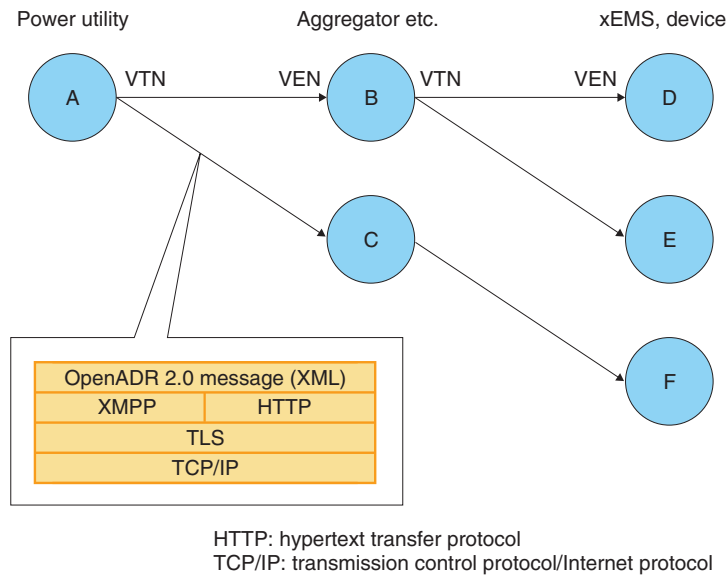 Power utility
Aggregator etc.
xEMS, device
A
VTN
VEN
B
VTN
VEN
D
C
E
F
OpenADR 2.0 message (XML)
XMPP
HTTP
TLS
TCP/IP
HTTP: hypertext transfer protocol
TCP/IP: transmission control protocol/Internet protocol